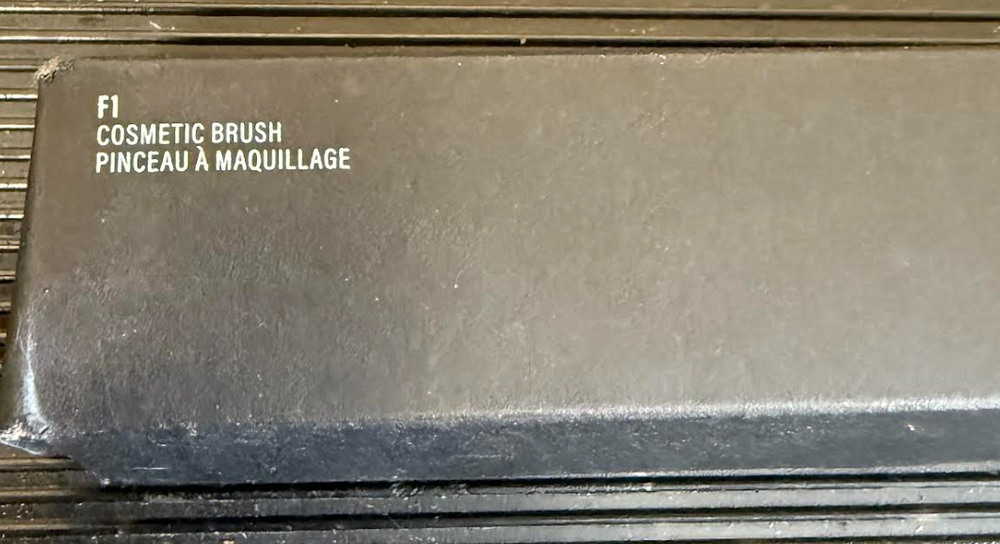 F1
COSMETIC BRUSH
PINCEAU À MAQUILLAGE